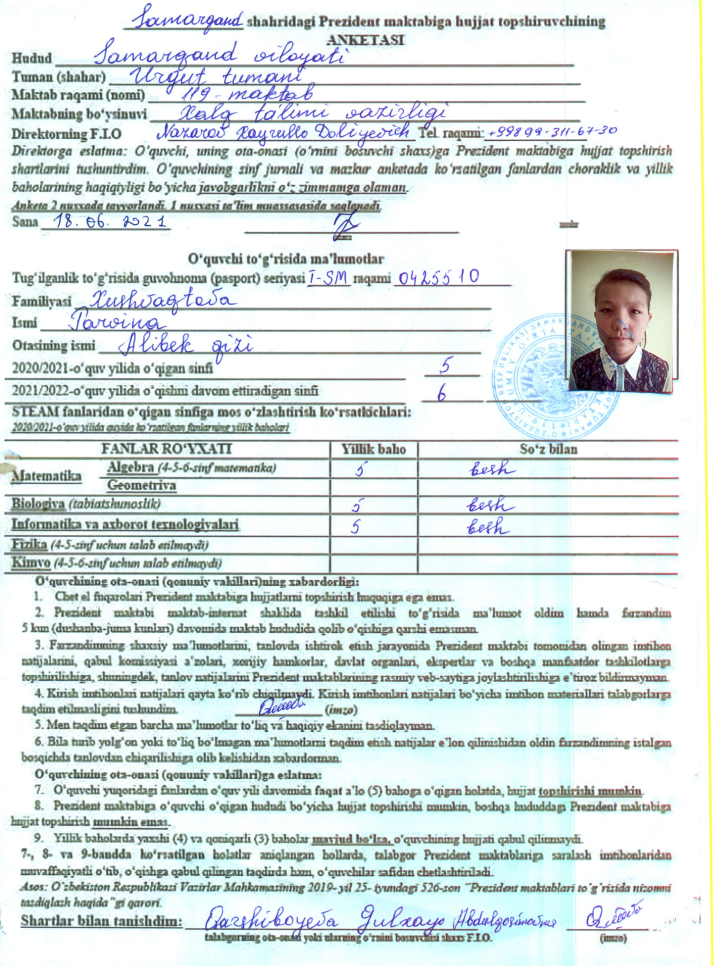 Samarqand shahridagi Prezident maktabiga hujjat topshiruvchining
ANKETASI
Hudud Samarqand viloyati
Tuman (shahar) Urgut tumani
Maktab raqami (nomi) 119-maktab
Maktabning bo‘ysinuvi Xalq ta'limi vazirligi
Direktorning F.I.O Nazarov Xayrullo Doliyevich Tel. raqami: +998 99-311-67-30
Direktorga eslatma: O‘quvchi, uning ota-onasi (o‘rnini bosuvchi shaxs)ga Prezident maktabiga hujjat topshirish
shartlarini tushuntirdim. O‘quvchining sinf jurnali va mazkur anketada ko‘rsatilgan fanlardan choraklik va yillik
baholarining haqiqiyligi bo‘yicha javobgarlikni o‘z zimmamga olaman.
Anketa 2 nusxada tayyorlandi. 1 nusxasi ta’lim muassasasida saqlanadi.
Sana 18.06.2021
O‘quvchi to‘g‘risida ma’lumotlar
Tug‘ilganlik to‘g‘risida guvohnoma (pasport) seriyasi I-SM raqami 0425510
Familiyasi Xushvaqtova
Ismi Parvina
Otasining ismi Alibek qizi
2020/2021-o‘quv yilida o‘qigan sinfi 5
2021/2022-o‘quv yilida o‘qishni davom ettiradigan sinfi 6
STEAM fanlaridan o‘qigan sinfiga mos o‘zlashtirish ko‘rsatkichlari:
2020/2021-o‘quv yilida quyida ko‘rsatilgan fanlarning yillik baholari
FANLAR RO‘YXATI Yillik baho So‘z bilan
Matematika Algebra (4-5-6-sinf matematika) 5 besh
Geometriya
Biologiya (tabiatshunoslik) 5 besh
Informatika va axborot texnologiyalari 5 besh
Fizika (4-5-sinf uchun talab etilmaydi)
Kimyo (4-5-6-sinf uchun talab etilmaydi)
O‘quvchining ota-onasi (qonuniy vakillari)ning xabardorligi:
1. Chet el fuqarolari Prezident maktabiga hujjatlarni topshirish huquqiga ega emas.
2. Prezident maktabi maktab-internat shaklida tashkil etilishi to‘g‘risida ma’lumot oldim hamda farzandim
5 kun (dushanba-juma kunlari) davomida maktab hududida qolib o‘qishiga qarshi emasman.
3. Farzandimning shaxsiy ma’lumotlarini, tanlovda ishtirok etish jarayonida Prezident maktabi tomonidan olingan imtihon
natijalarini, qabul komissiyasi a’zolari, xorijiy hamkorlar, davlat organlari, ekspertlar va boshqa manfaatdor tashkilotlarga
topshirilishiga, shuningdek, tanlov natijalarini Prezident maktablarining rasmiy veb-saytiga joylashtirilishiga e’tiroz bildirmayman.
4. Kirish imtihonlari natijalari qayta ko‘rib chiqilmaydi. Kirish imtihonlari natijalari bo‘yicha imtihon materiallari talabgorlarga
taqdim etilmasligini tushundim. (imzo)
5. Men taqdim etgan barcha ma’lumotlar to‘liq va haqiqiy ekanini tasdiqlayman.
6. Bila turib yolg‘on yoki to‘liq bo‘lmagan ma’lumotlarni taqdim etish natijalar e’lon qilinishidan oldin farzandimning istalgan
bosqichda tanlovdan chiqarilishiga olib kelishidan xabardorman.
O‘quvchining ota-onasi (qonuniy vakillari)ga eslatma:
7. O‘quvchi yuqoridagi fanlardan o‘quv yili davomida faqat a’lo (5) bahoga o‘qigan holatda, hujjat topshirishi mumkin.
8. Prezident maktabiga o‘quvchi o‘qigan hududi bo‘yicha hujjat topshirishi mumkin, boshqa hududdagi Prezident maktabiga
hujjat topshirish mumkin emas.
9. Yillik baholarda yaxshi (4) va qoniqarli (3) baholar mavjud bo‘lsa, o‘quvchining hujjati qabul qilinmaydi.
7-, 8- va 9-bandda ko‘rsatilgan holatlar aniqlangan hollarda, talabgor Prezident maktablariga saralash imtihonlaridan
muvaffaqiyatli o‘tib, o‘qishga qabul qilingan taqdirda ham, o‘quvchilar safidan chetlashtiriladi.
Asos: O‘zbekiston Respublikasi Vazirlar Mahkamasining 2019-yil 25-iyundagi 526-son “Prezident maktablari to‘g‘risida nizomni
tasdiqlash haqida”gi qarori.
Shartlar bilan tanishdim: Qarshiboyeva Gulxayo Abdulqosimovna
talabgorning ota-onasi yoki ularning o‘rnini bosuvchi shaxs F.I.O. (imzo)